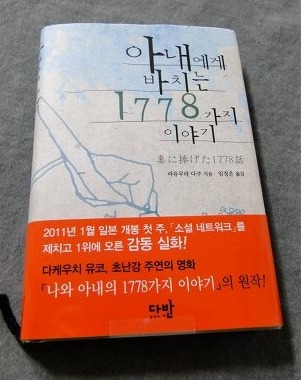 아내에게
바치는
1778가지
이야기
妻に捧げた1778話
마유무라 다쿠 지음·임정은 옮김
2011년 1월 일본 개봉 첫 주, 「소셜 네트워크」를
제치고 1위에 오른 감동 실화!
다케우치 유코, 초난강 주연의 영화
「나와 아내의 1778가지 이야기」의 원작!
다반